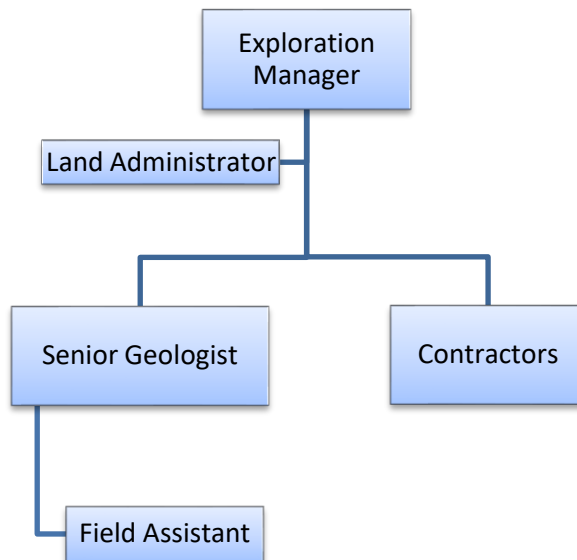 Exploration
Manager
Land Administrator
Senior Geologist
Contractors
Field Assistant